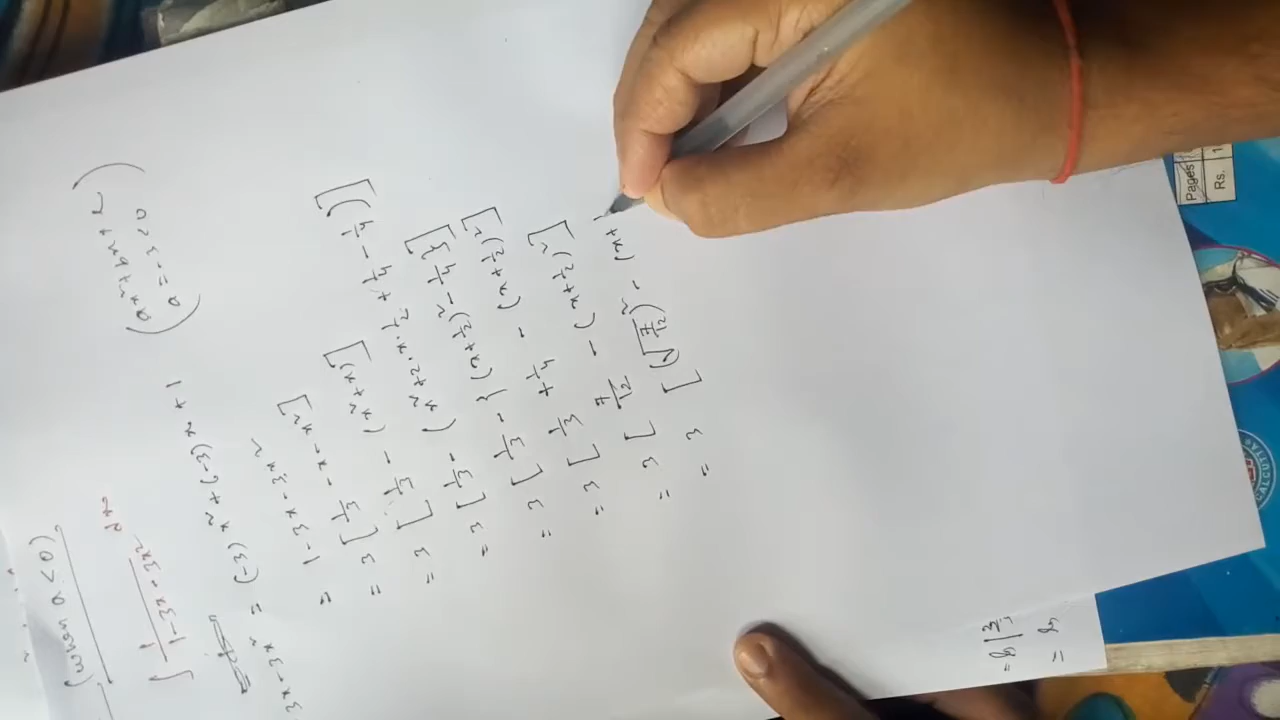 (when a < 0)
∫ 1/(1-3x-3x²) dx
3x-3x² = (-3)x² + (-3)x + 1
(ax²+bx+c)
(a = -3 < 0)
= 1-3x-3x²
= 3[1/3 - x - x²]
= 3[1/3 - (x²+x)]
= 3[1/3 - (x²+2·x·1/2 + 1/4 - 1/4)]
= 3[1/3 - {(x+1/2)² - 1/4}]
= 3[1/3 + 1/4 - (x+1/2)²]
= 3[7/12 - (x+1/2)²]
= 3[(√7/12)² - (x+
Pages
Rs. 1
CALCUTTA